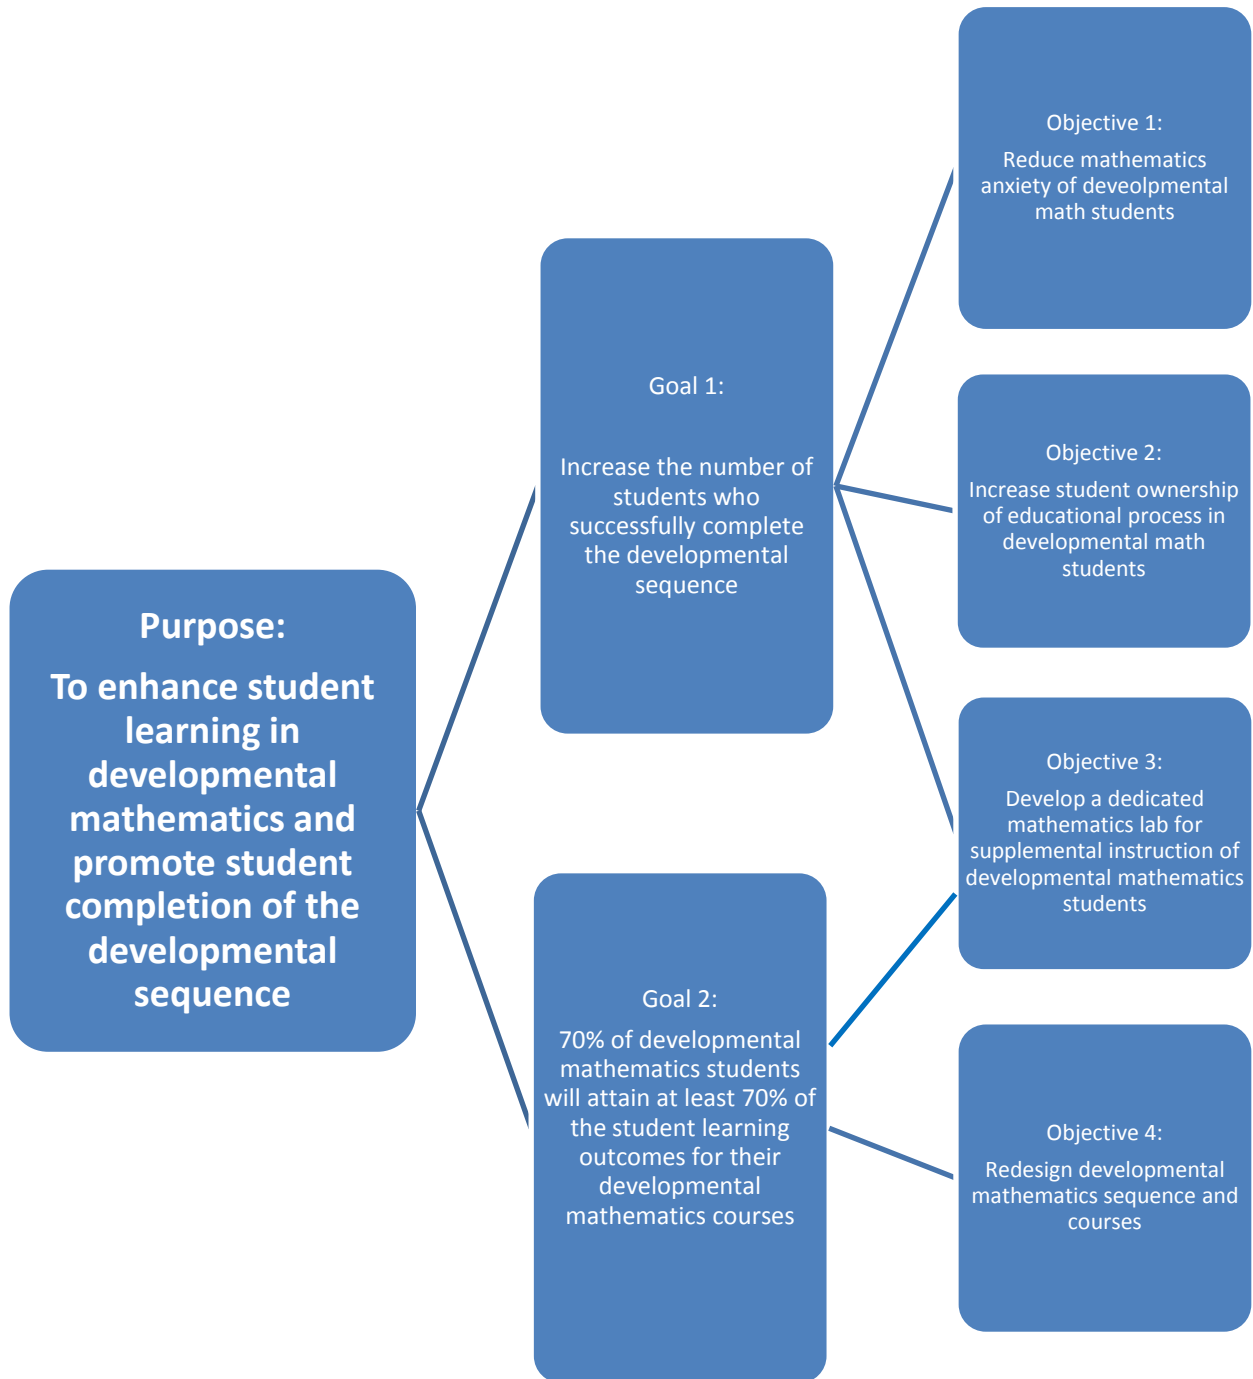 Purpose:
To enhance student
learning in
developmental
mathematics and
promote student
completion of the
developmental
sequence
Goal 1:
Increase the number of
students who
successfully complete
the developmental
sequence
Goal 2:
70% of developmental
mathematics students
will attain at least 70% of
the student learning
outcomes for their
developmental
mathematics courses
Objective 1:
Reduce mathematics
anxiety of deveolpmental
math students
Objective 2:
Increase student ownership
of educational process in
developmental math
students
Objective 3:
Develop a dedicated
mathematics lab for
supplemental instruction of
developmental mathematics
students
Objective 4:
Redesign developmental
mathematics sequence and
courses